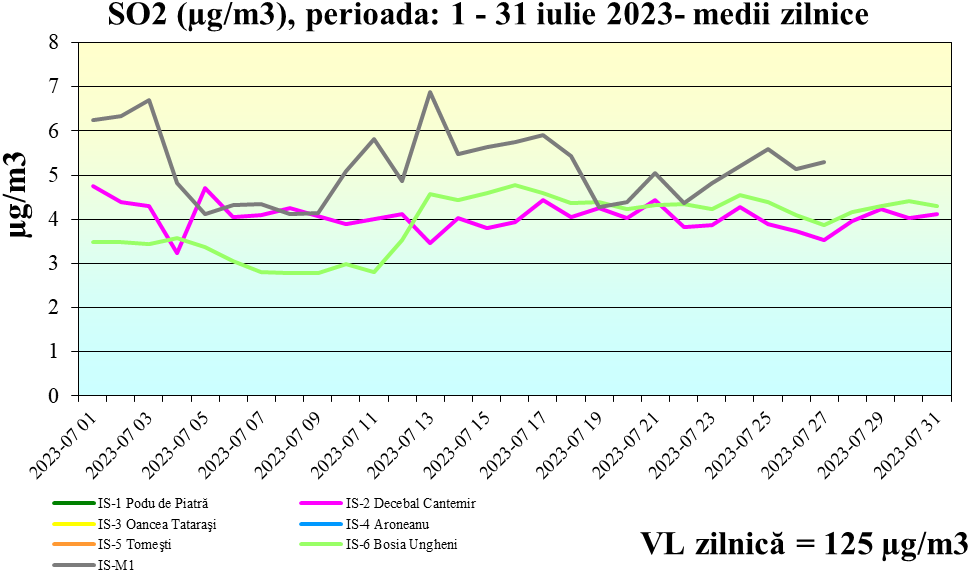 SO2 (µg/m3), perioada: 1 - 31 iulie 2023- medii zilnice
µg/m3
8
7
6
5
4
3
2
1
0
2023-07 01
2023-07 03
2023-07 05
2023-07 07
2023-07 09
2023-07 11
2023-07 13
2023-07 15
2023-07 17
2023-07 19
2023-07 21
2023-07 23
2023-07 25
2023-07 27
2023-07 29
2023-07 31
IS-1 Podu de Piatră
IS-2 Decebal Cantemir
IS-3 Oancea Tataraşi
IS-4 Aroneanu
IS-5 Tomeşti
IS-6 Bosia Ungheni
IS-M1
VL zilnică = 125 µg/m3